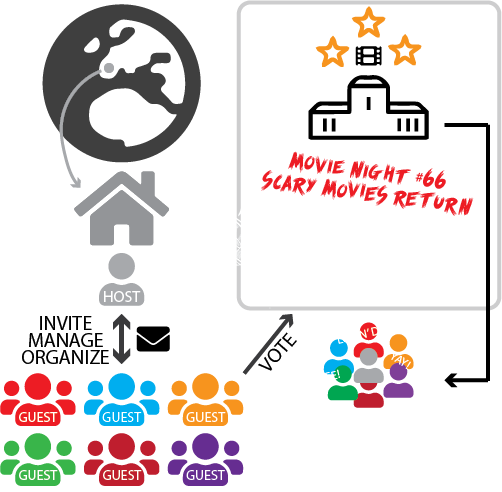 MOVIE NIGHT #66
SCARY MOVIES RETURN
HOST
INVITE
MANAGE
ORGANIZE
VOTE
GUEST
GUEST
GUEST
GUEST
GUEST
GUEST